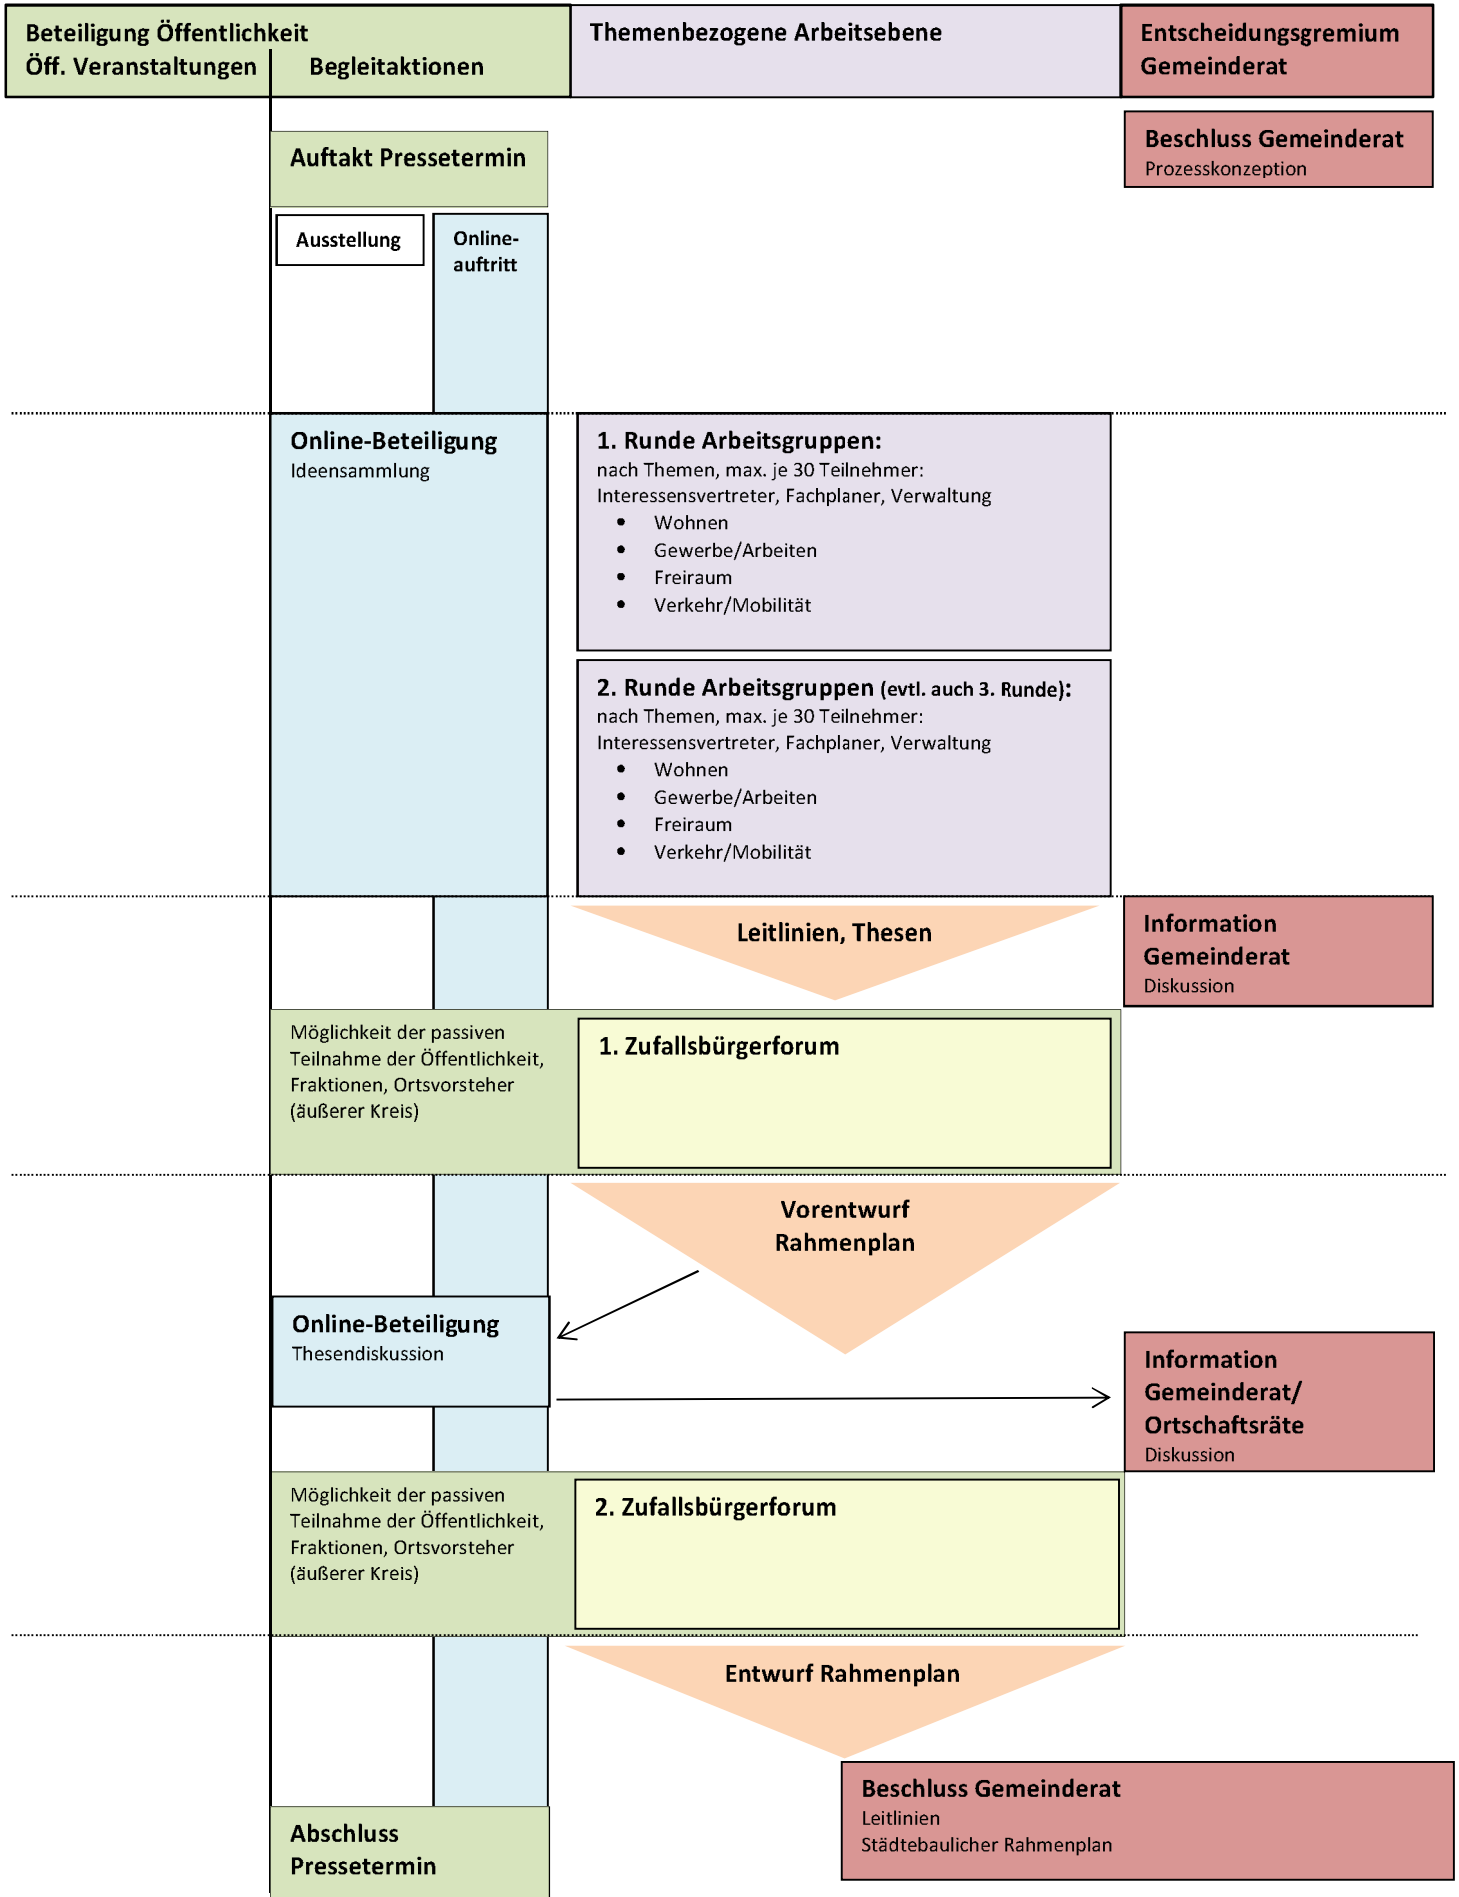 Beteiligung Öffentlichkeit
Öff. Veranstaltungen
Begleitaktionen
Themenbezogene Arbeitsebene
Entscheidungsgremium
Gemeinderat
Auftakt Pressetermin
Beschluss Gemeinderat
Prozesskonzeption
Ausstellung
Online-
auftritt
Online-Beteiligung
Ideensammlung
1. Runde Arbeitsgruppen:
nach Themen, max. je 30 Teilnehmer:
Interessensvertreter, Fachplaner, Verwaltung
• Wohnen
• Gewerbe/Arbeiten
• Freiraum
• Verkehr/Mobilität
2. Runde Arbeitsgruppen (evtl. auch 3. Runde):
nach Themen, max. je 30 Teilnehmer:
Interessensvertreter, Fachplaner, Verwaltung
• Wohnen
• Gewerbe/Arbeiten
• Freiraum
• Verkehr/Mobilität
Leitlinien, Thesen
Information
Gemeinderat
Diskussion
Möglichkeit der passiven
Teilnahme der Öffentlichkeit,
Fraktionen, Ortsvorsteher
(äußerer Kreis)
1. Zufallsbürgerforum
Vorentwurf
Rahmenplan
Online-Beteiligung
Thesendiskussion
Information
Gemeinderat/
Ortschaftsräte
Diskussion
Möglichkeit der passiven
Teilnahme der Öffentlichkeit,
Fraktionen, Ortsvorsteher
(äußerer Kreis)
2. Zufallsbürgerforum
Entwurf Rahmenplan
Beschluss Gemeinderat
Leitlinien
Städtebaulicher Rahmenplan
Abschluss
Pressetermin